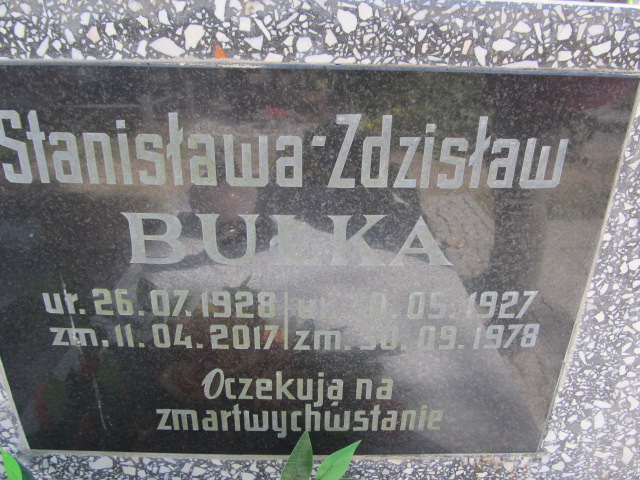 Stanisława-Zdzisław
BUŁKA
ur. 26.07.1928 | ur. .05.1927
zm. 11.04.2017 | zm. 30.09.1978
Oczekują na
zmartwychwstanie